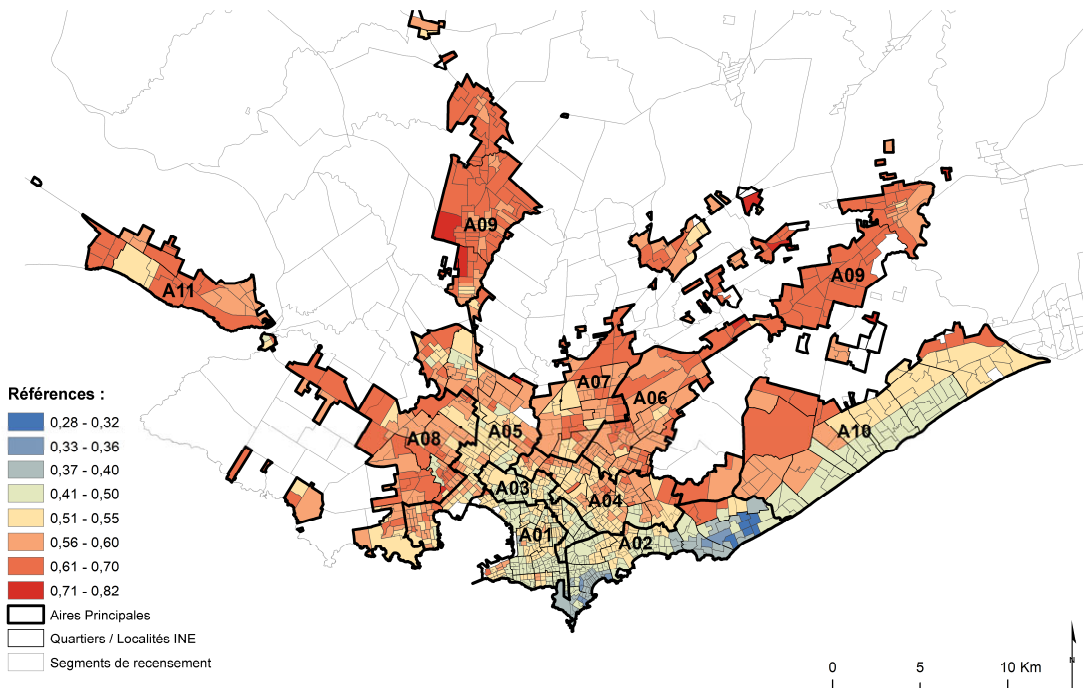 A09
A09
A11
A07
A06
A10
A08
A05
A03
A04
A01
A02
Références :
0,28 - 0,32
0,33 - 0,36
0,37 - 0,40
0,41 - 0,50
0,51 - 0,55
0,56 - 0,60
0,61 - 0,70
0,71 - 0,82
Aires Principales
Quartiers / Localités INE
Segments de recensement
0 5 10 Km
N